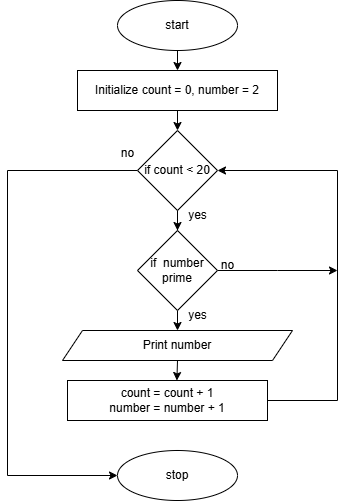 start
Initialize count = 0, number = 2
no
if count < 20
yes
if number
prime
no
yes
Print number
count = count + 1
number = number + 1
stop